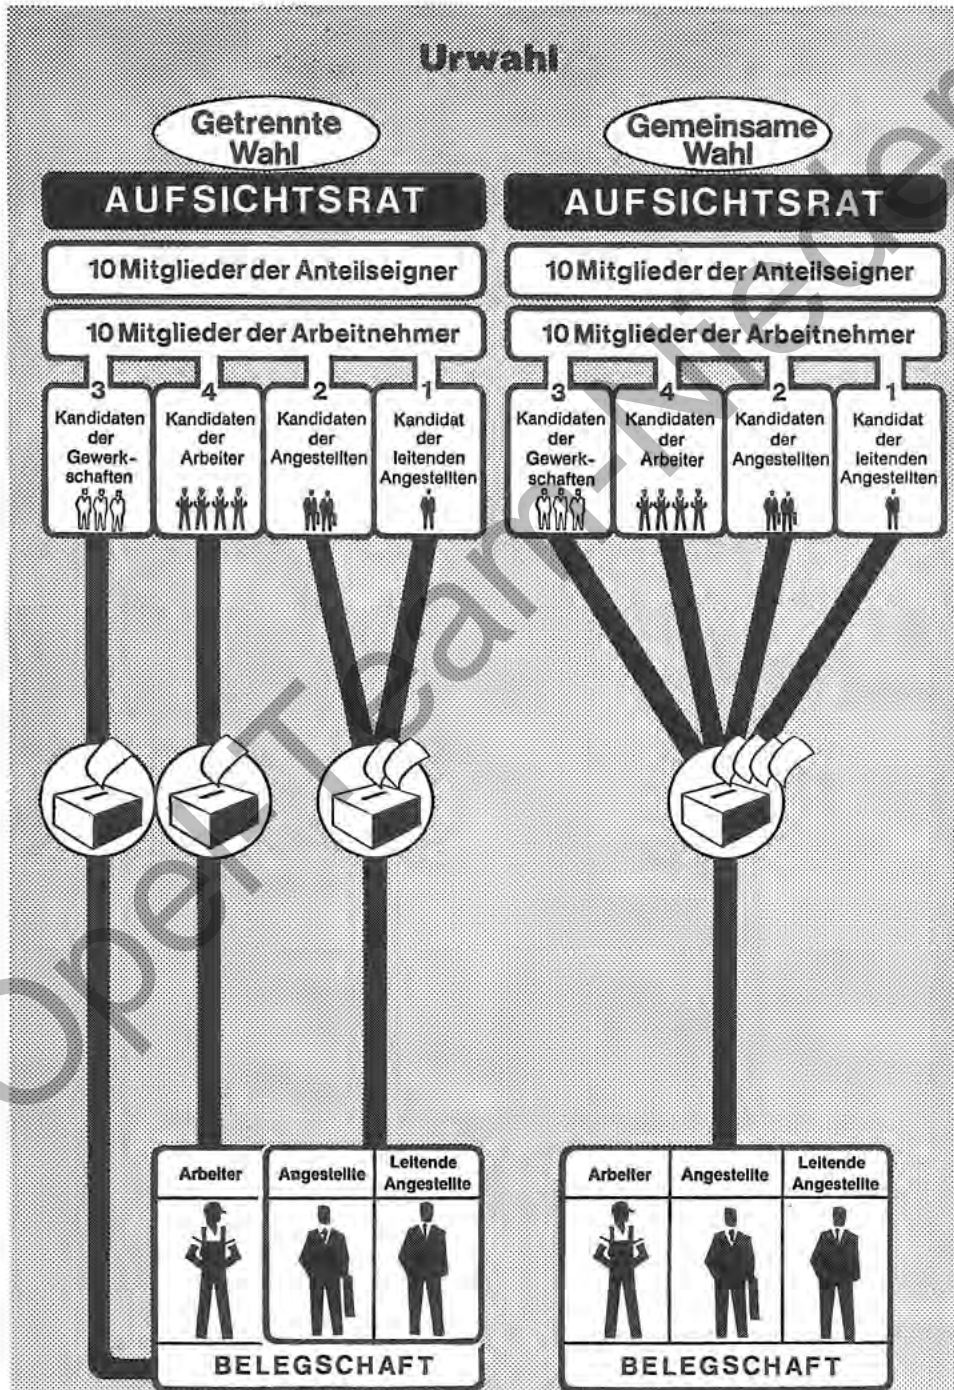 Urwahl
Getrennte
Wahl
AUFSICHTSRAT
10 Mitglieder der Anteilseigner
10 Mitglieder der Arbeitnehmer
3
Kandidaten
der
Gewerk-
schaften
4
Kandidaten
der
Arbeiter
2
Kandidaten
der
Angestellten
1
Kandidat
der
leitenden
Angestellten
Arbeiter
Angestellte
Leitende
Angestellte
BELEGSCHAFT
Gemeinsame
Wahl
AUFSICHTSRAT
10 Mitglieder der Anteilseigner
10 Mitglieder der Arbeitnehmer
3
Kandidaten
der
Gewerk-
schaften
4
Kandidaten
der
Arbeiter
2
Kandidaten
der
Angestellten
1
Kandidat
der
leitenden
Angestellten
Arbeiter
Angestellte
Leitende
Angestellte
BELEGSCHAFT